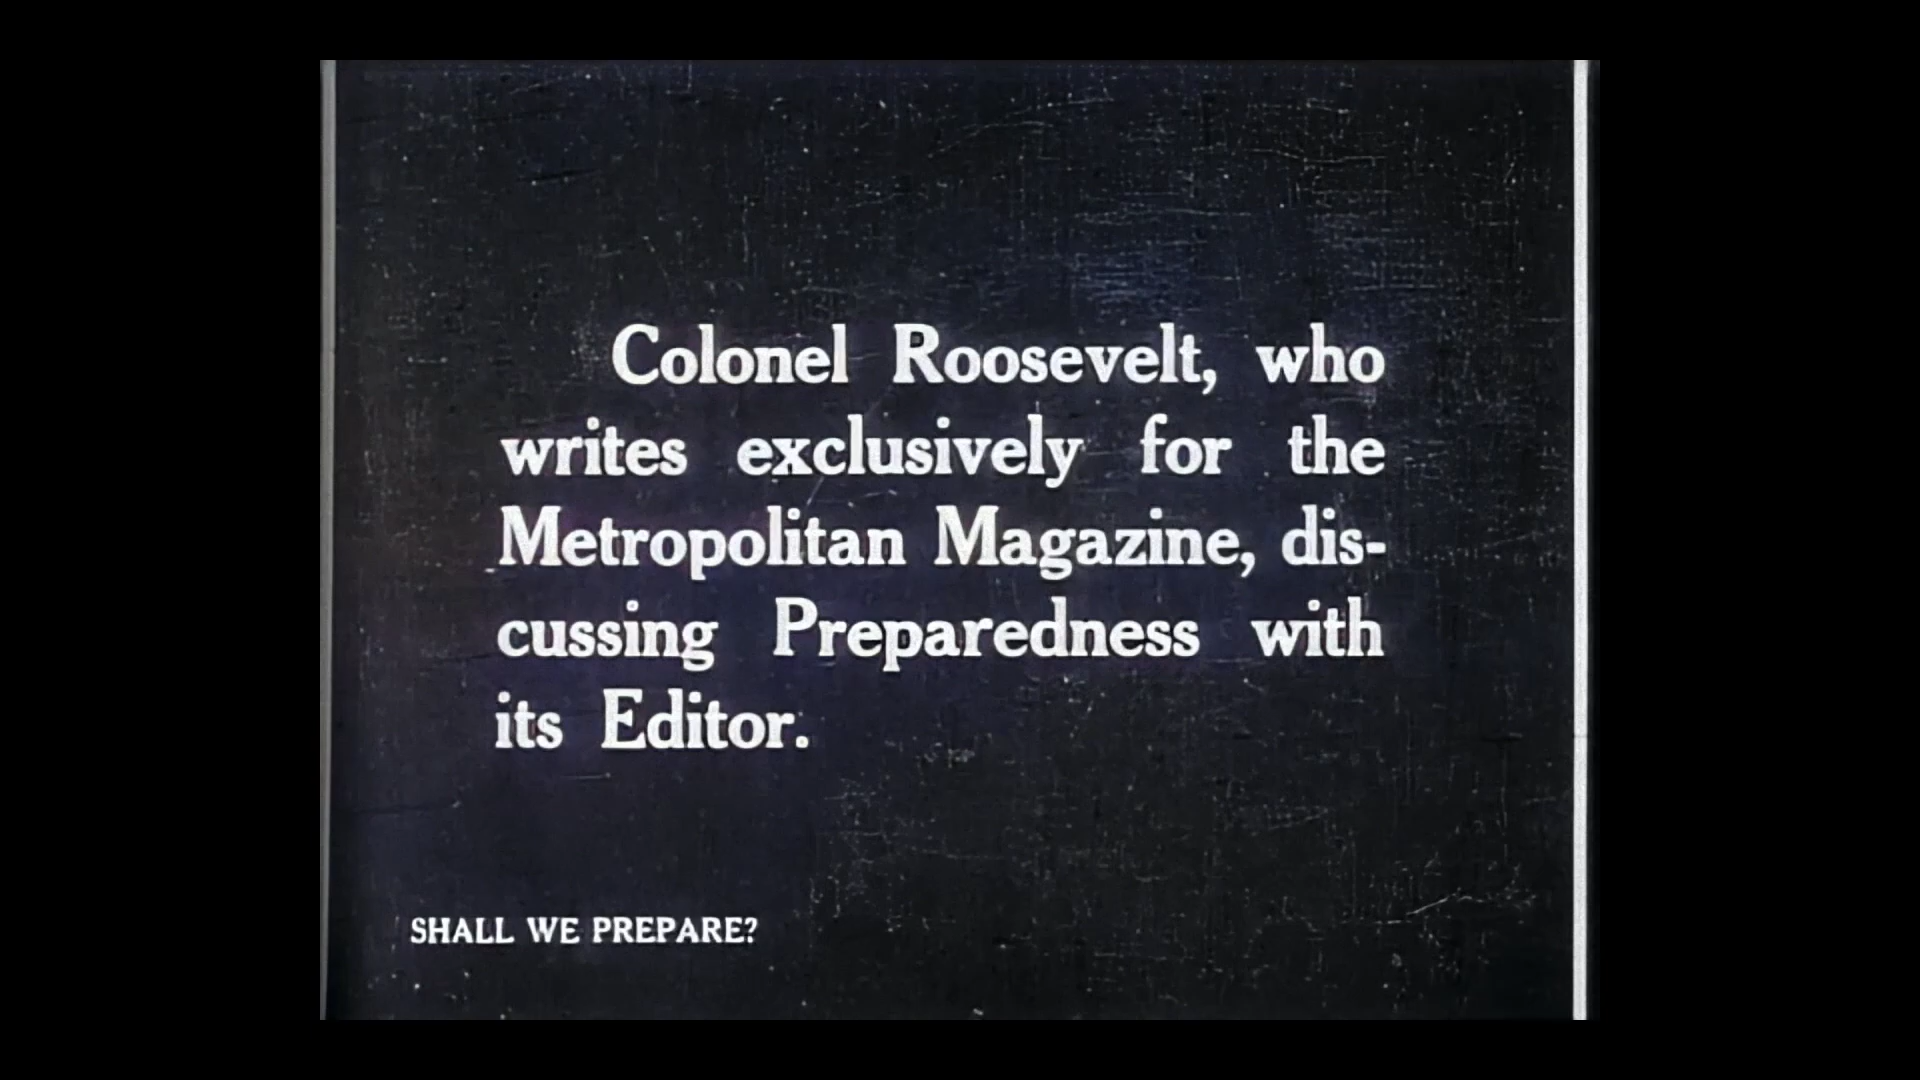 Colonel Roosevelt, who
writes exclusively for the
Metropolitan Magazine, dis-
cussing Preparedness with
its Editor.
SHALL WE PREPARE?